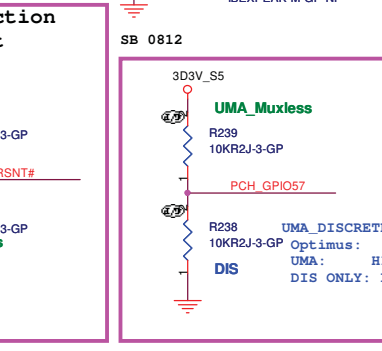 ction
SB 0812
3D3V_S5
UMA_Muxless
3-GP
R239
10KR2J-3-GP
RSNT#
PCH_GPIO57
3-GP
R238
UMA_DISCRETE
10KR2J-3-GP
Optimus:
UMA: H
DIS
DIS ONLY: